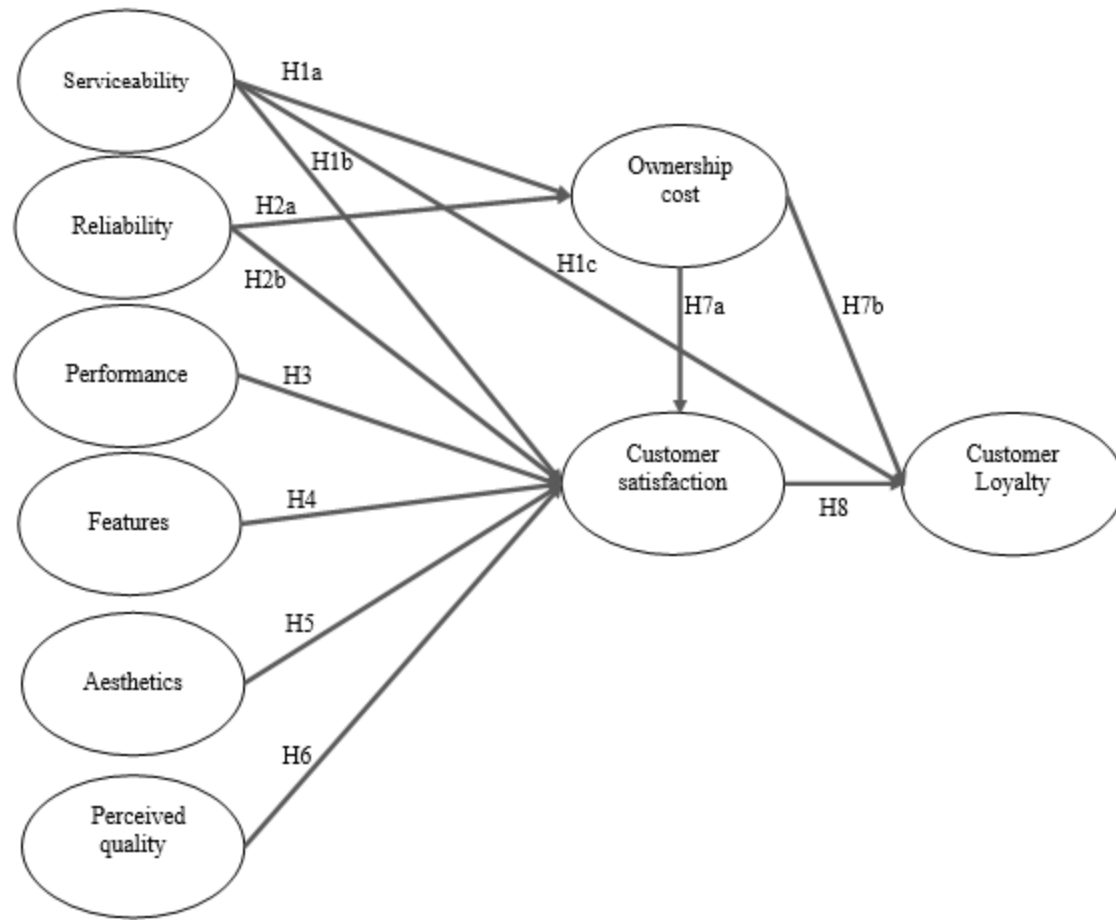 Serviceability
H1a
H1b
Ownership
cost
Reliability
H2a
H2b
H1c
H7a
H7b
Performance
H3
Customer
satisfaction
Customer
Loyalty
H8
Features
H4
Aesthetics
H5
Perceived
quality
H6